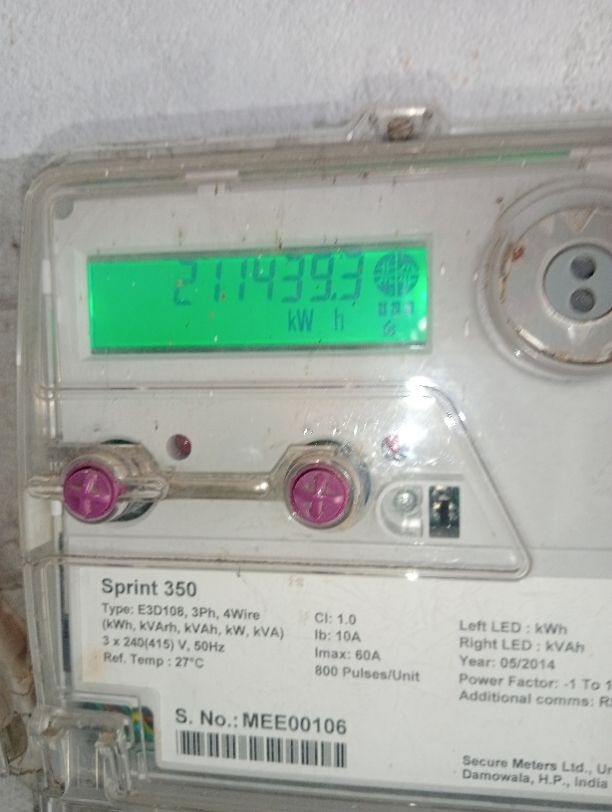 211439.3
kW h
Sprint 350
Type: E3D108, 3Ph, 4Wire
(kWh, kVArh, kVAh, kW, kVA)
3 x 240(415) V, 50Hz
Ref. Temp : 27°C
Cl: 1.0
Ib: 10A
Imax: 60A
800 Pulses/Unit
Left LED : kWh
Right LED : kVAh
Year: 05/2014
Power Factor: -1 To 1
Additional comms: R
S. No.: MEE00106
Secure Meters Ltd., U
Damowala, H.P., India